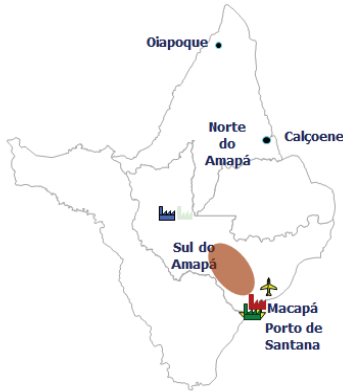 Oiapoque
Norte
do
Amapá
Calçoene
Sul do
Amapá
Macapá
Porto de
Santana